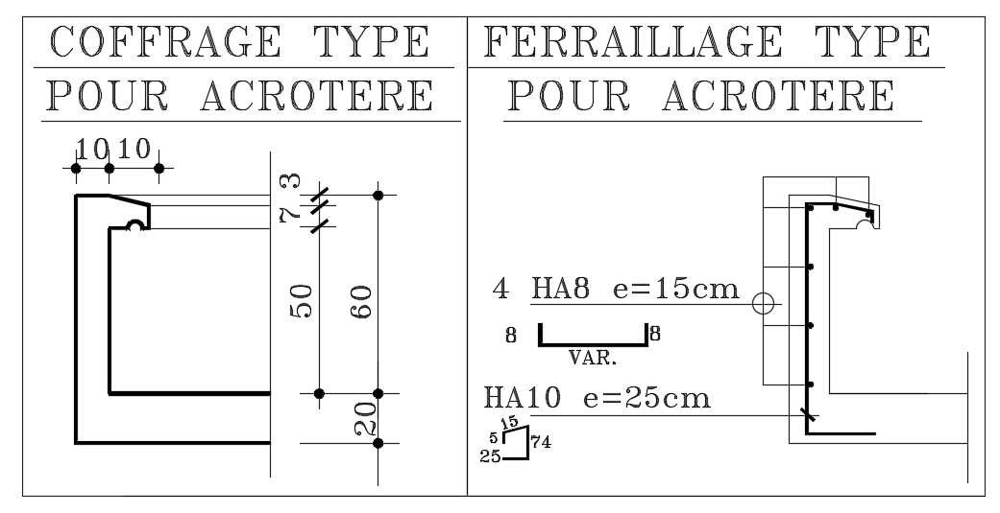 COFFRAGE TYPE
POUR ACROTERE
10 10
3
7
50
60
20
FERRAILLAGE TYPE
POUR ACROTERE
4 HA8 e=15cm
8 8
VAR.
HA10 e=25cm
15
5 74
25